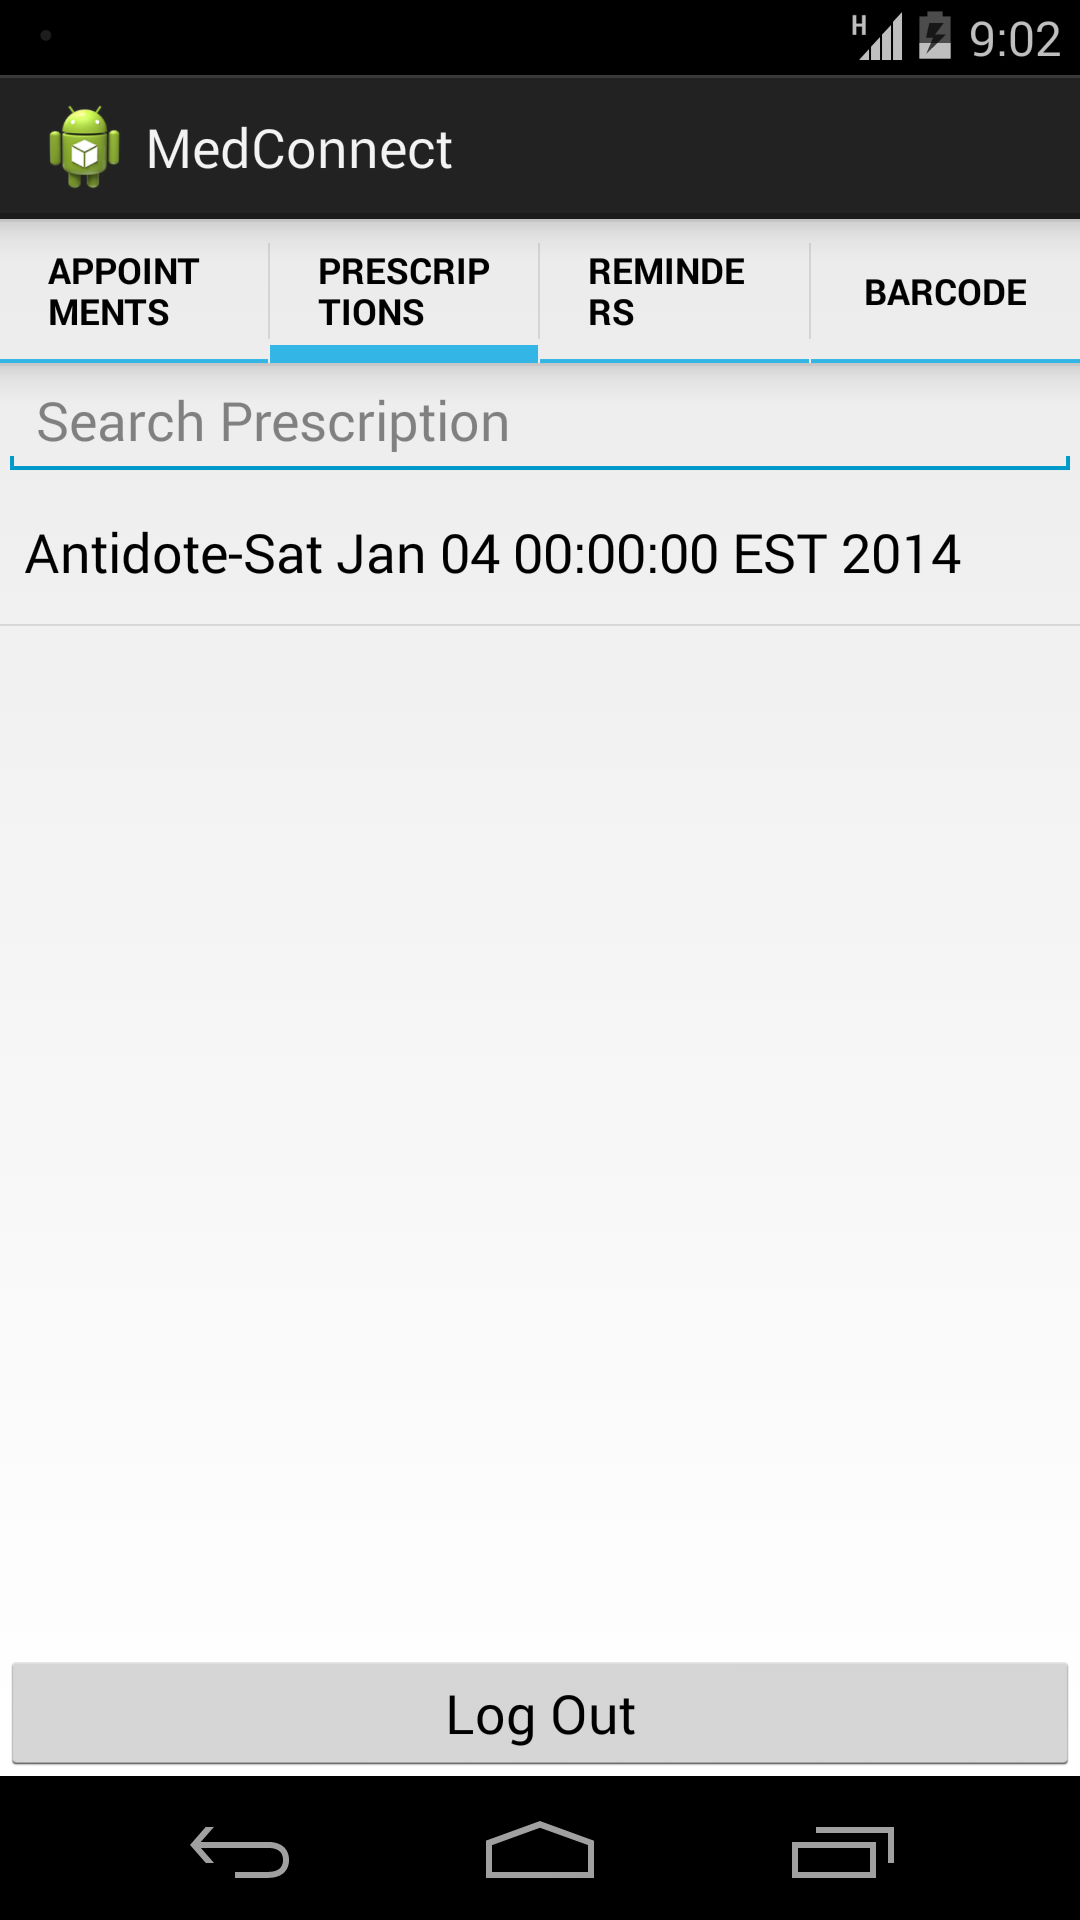 H 9:02
MedConnect
APPOINT
MENTS
PRESCRIP
TIONS
REMINDE
RS
BARCODE
Search Prescription
Antidote-Sat Jan 04 00:00:00 EST 2014
Log Out